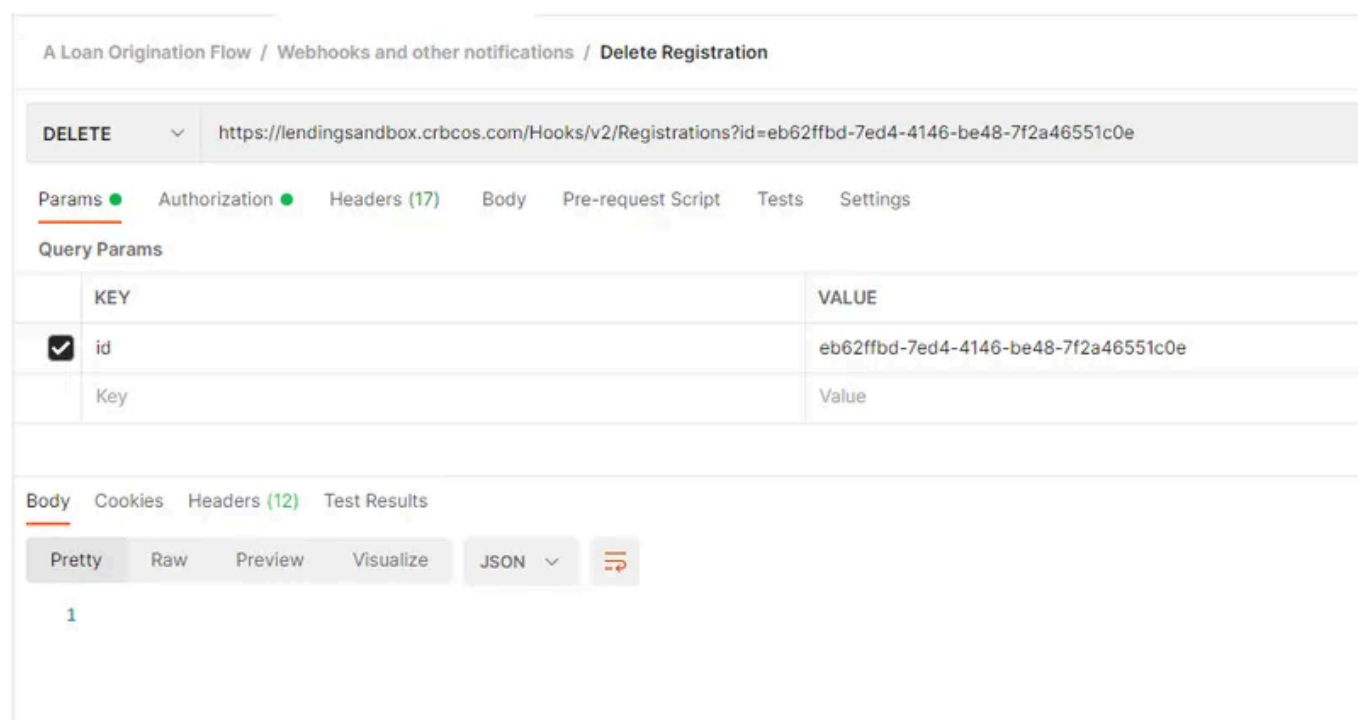 A Loan Origination Flow / Webhooks and other notifications / Delete Registration
DELETE https://lendingsandbox.crbcos.com/Hooks/v2/Registrations?id=eb62ffbd-7ed4-4146-be48-7f2a46551c0e
Params Authorization Headers (17) Body Pre-request Script Tests Settings
Query Params
KEY VALUE
id eb62ffbd-7ed4-4146-be48-7f2a46551c0e
Key Value
Body Cookies Headers (12) Test Results
Pretty Raw Preview Visualize JSON
1